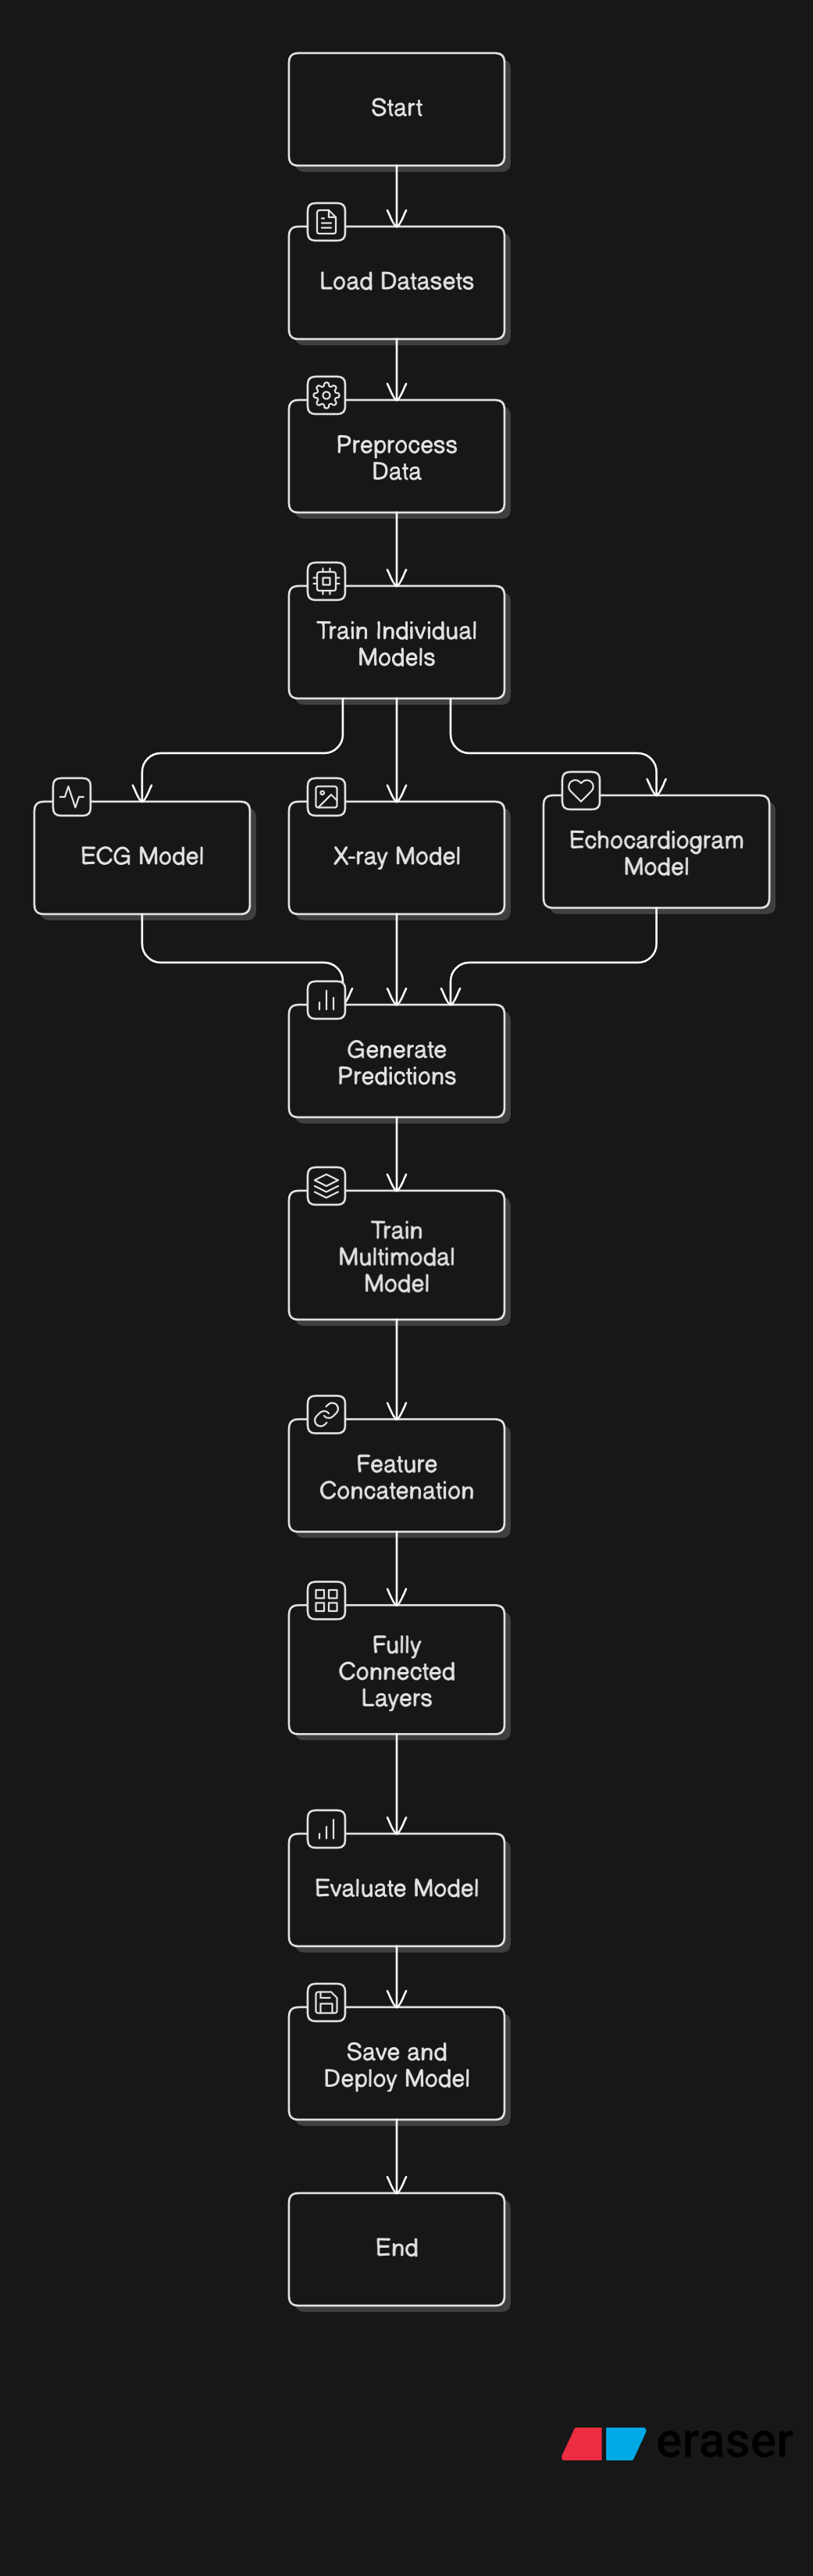 Start
Load Datasets
Preprocess
Data
Train Individual
Models
ECG Model
X-ray Model
Echocardiogram
Model
Generate
Predictions
Train
Multimodal
Model
Feature
Concatenation
Fully
Connected
Layers
Evaluate Model
Save and
Deploy Model
End
eraser